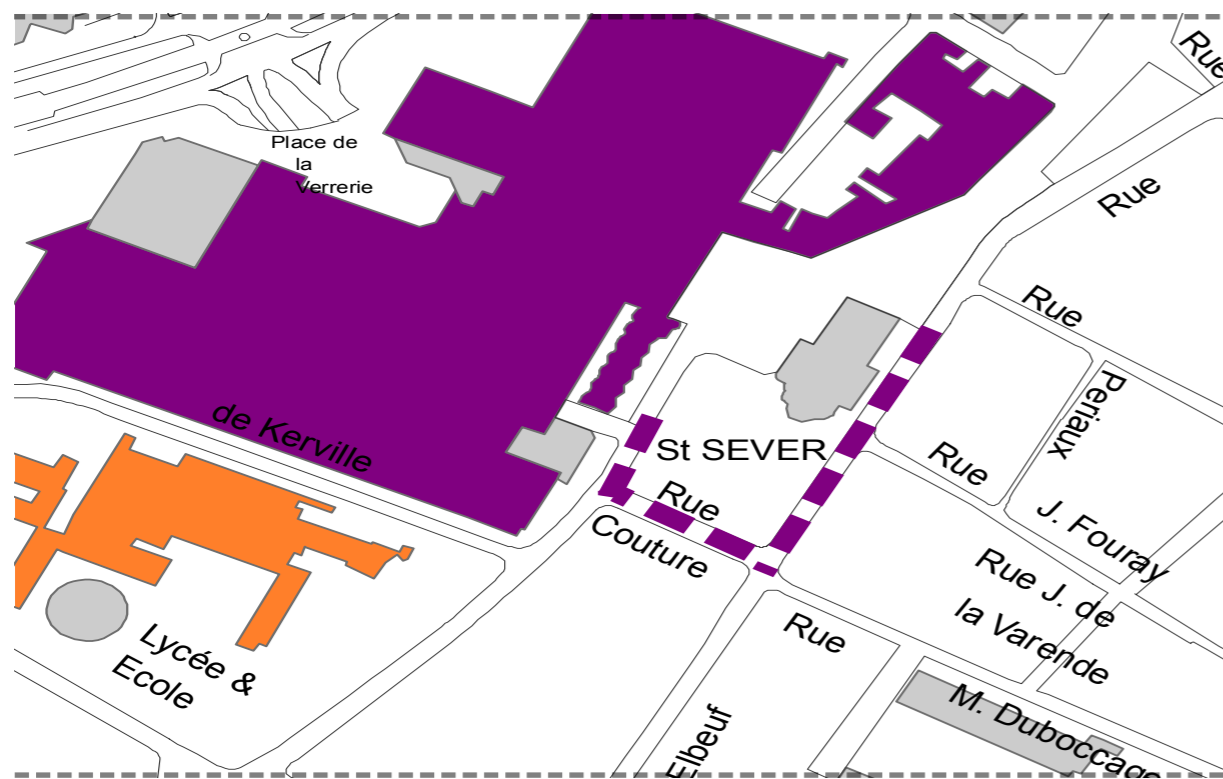 Rue
Place de
la
Verrerie
Rue
Rue
Periaux
de Kerville
St SEVER
Rue
Rue
J. Fouray
Couture
Rue J. de
la Varende
Lycée &
Ecole
Rue
M. Duboccage
Elbeuf